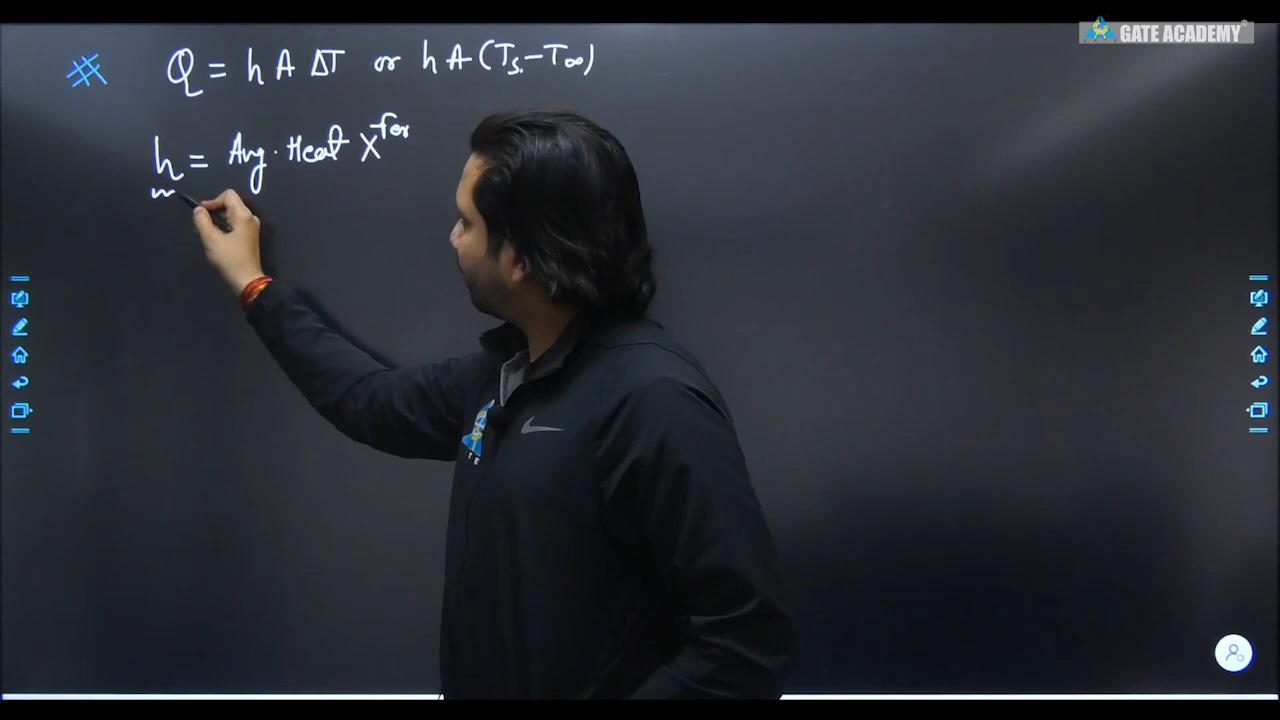 GATE ACADEMY®
# Q = h A ΔT or h A (Ts - T∞)
h = Avg. Heat Xfer